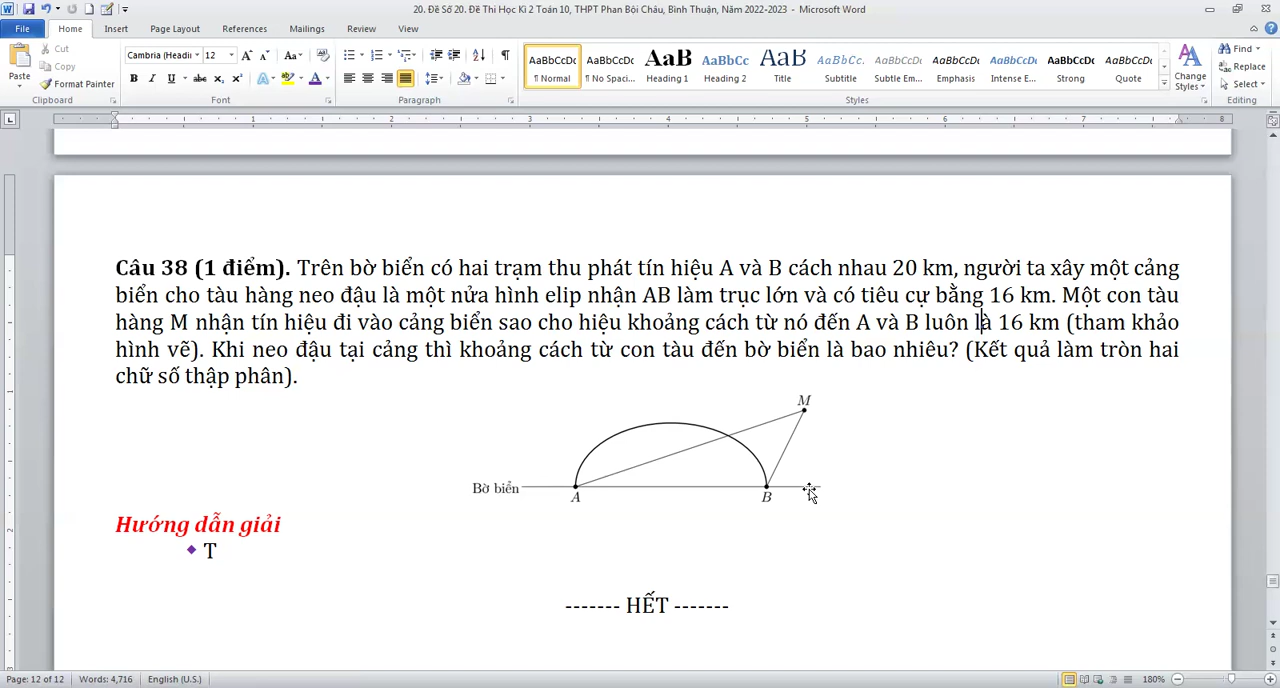 20. Đề Số 20. Đề Thi Học Kì 2 Toán 10, THPT Phan Bội Châu, Bình Thuận, Năm 2022-2023 - Microsoft Word
File Home Insert Page Layout References Mailings Review View
Paste
Cut
Copy
Format Painter
Clipboard
Cambria (Headi 12
Font
Paragraph
AaBbCcDc AaBbCcDc AaB AaBbCc AaB AaBbCc. AaBbCcDc AaBbCcDc AaBbCcDc AaBbCcDc AaBbCcDc
¶ Normal ¶ No Spaci... Heading 1 Heading 2 Title Subtitle Subtle Em... Emphasis Intense E... Strong Quote
Styles
Change Styles
Find
Replace
Select
Editing
1 2 3 4 5 6 7 8
Câu 38 (1 điểm). Trên bờ biển có hai trạm thu phát tín hiệu A và B cách nhau 20 km, người ta xây một cảng
biển cho tàu hàng neo đậu là một nửa hình elip nhận AB làm trục lớn và có tiêu cự bằng 16 km. Một con tàu
hàng M nhận tín hiệu đi vào cảng biển sao cho hiệu khoảng cách từ nó đến A và B luôn là 16 km (tham khảo
hình vẽ). Khi neo đậu tại cảng thì khoảng cách từ con tàu đến bờ biển là bao nhiêu? (Kết quả làm tròn hai
chữ số thập phân).
M
Bờ biển
A B
Hướng dẫn giải
T
------- HẾT -------
Page: 12 of 12 Words: 4,716 English (U.S.) 180%